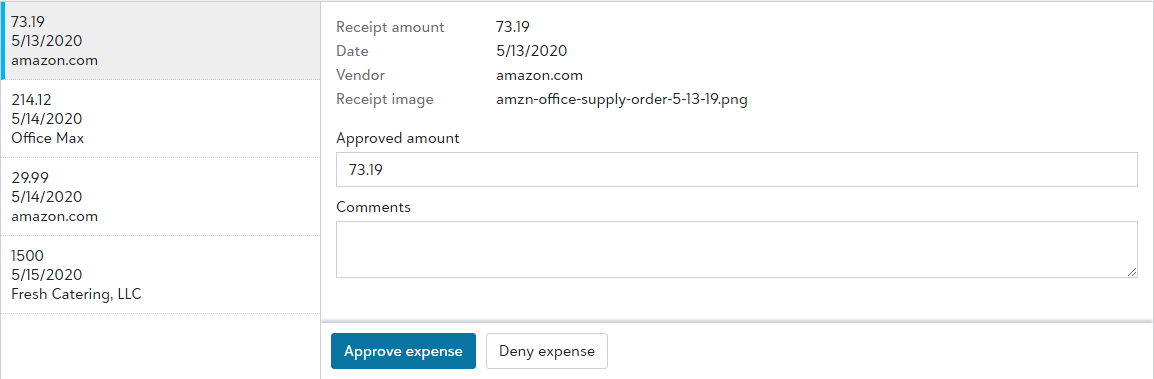 73.19
5/13/2020
amazon.com
214.12
5/14/2020
Office Max
29.99
5/14/2020
amazon.com
1500
5/15/2020
Fresh Catering, LLC
Receipt amount 73.19
Date 5/13/2020
Vendor amazon.com
Receipt image amzn-office-supply-order-5-13-19.png
Approved amount
73.19
Comments
Approve expense Deny expense